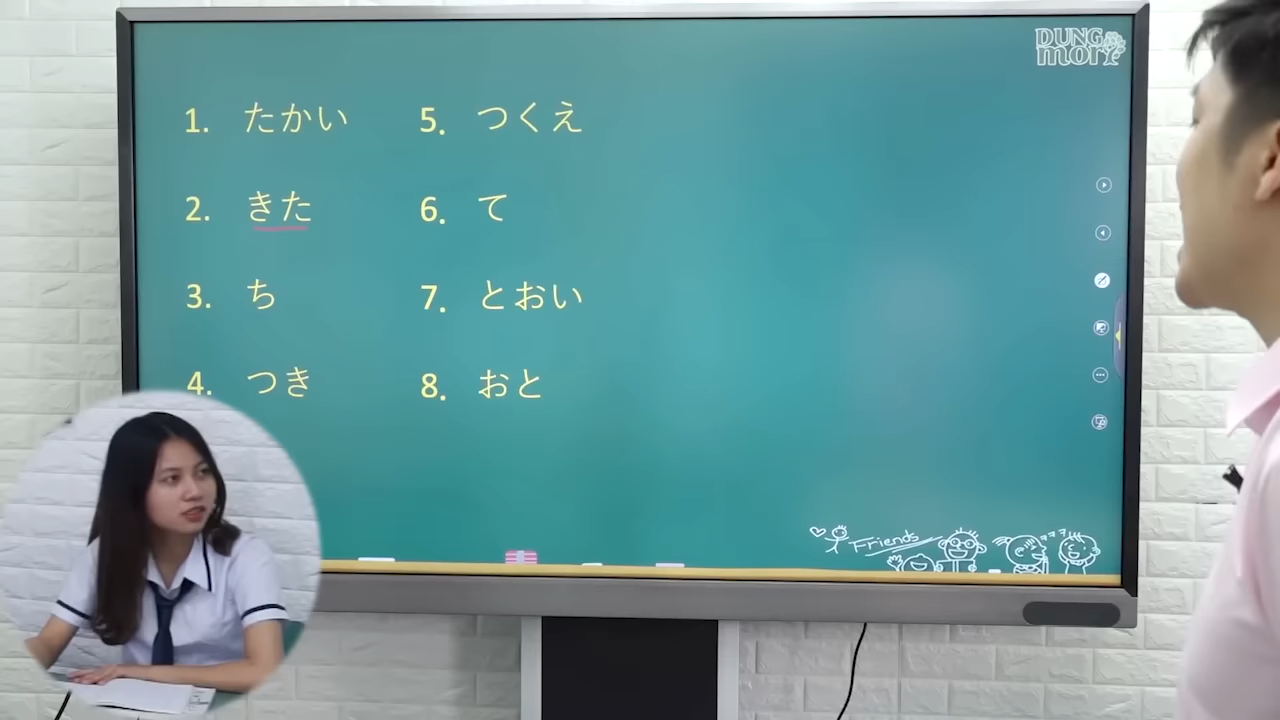 DUNG
mori
1. たかい
2. きた
3. ち
4. つき
5. つくえ
6. て
7. とおい
8. おと
Friends